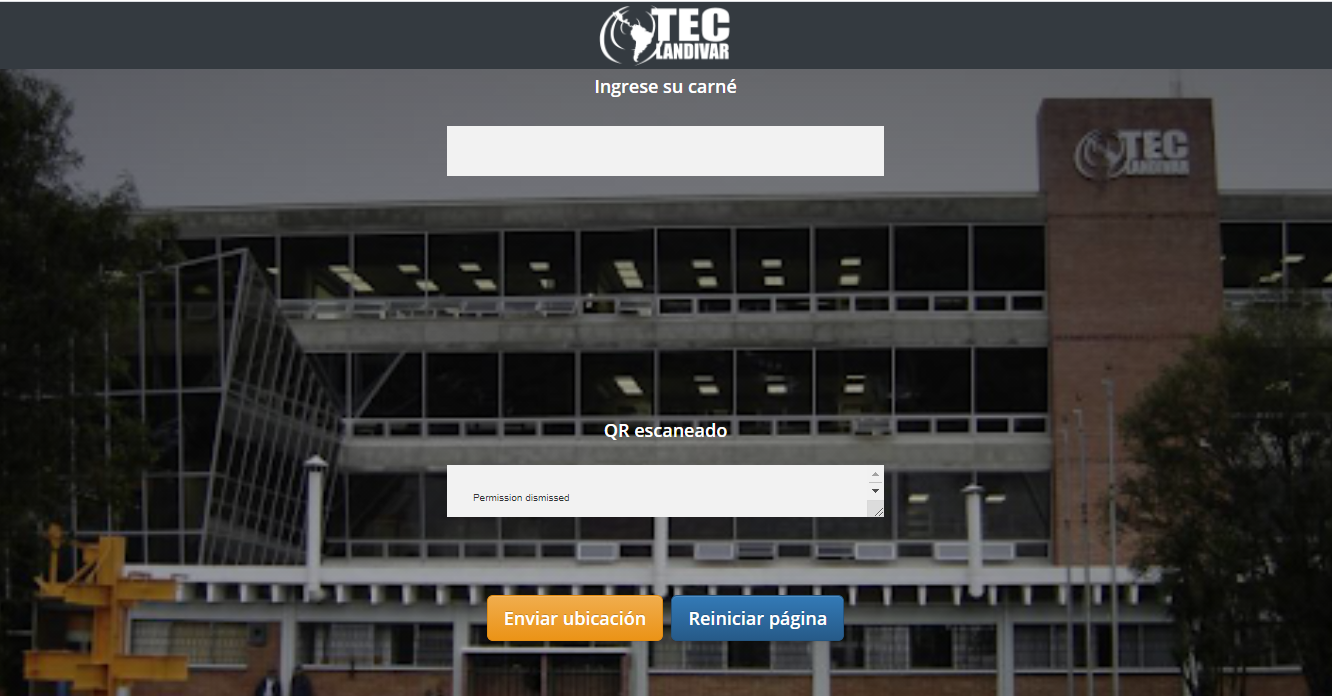 TEC
LANDIVAR
Ingrese su carné
TEC
LANDIVAR
QR escaneado
Permission dismissed
Enviar ubicación
Reiniciar página